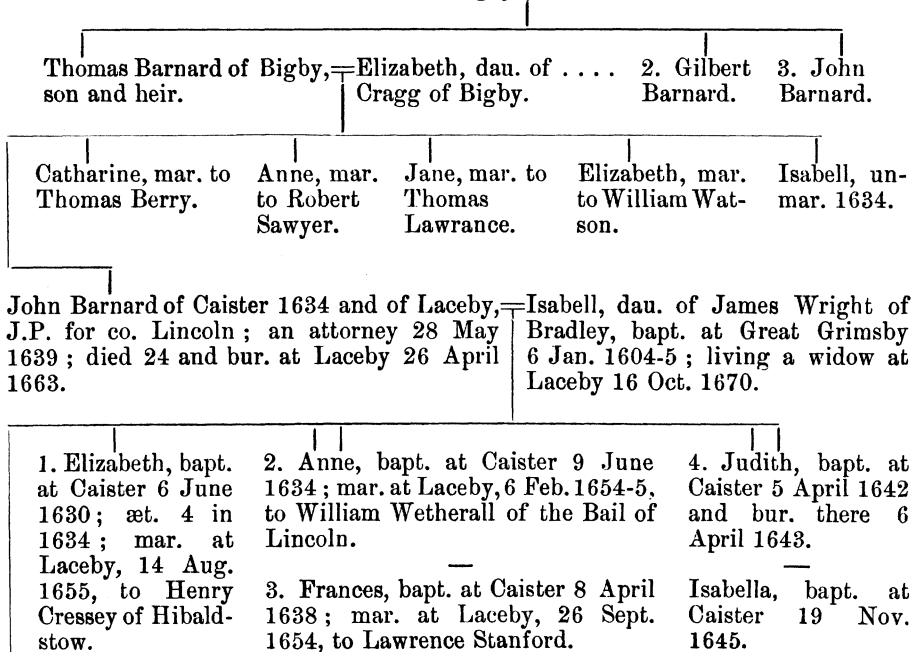 Thomas Barnard of Bigby,=Elizabeth, dau. of . . . .
son and heir. Cragg of Bigby.
2. Gilbert
Barnard.
3. John
Barnard.
Catharine, mar. to
Thomas Berry.
Anne, mar.
to Robert
Sawyer.
Jane, mar. to
Thomas
Lawrance.
Elizabeth, mar.
to William Wat-
son.
Isabell, un-
mar. 1634.
John Barnard of Caister 1634 and of Laceby,=
J.P. for co. Lincoln ; an attorney 28 May
1639 ; died 24 and bur. at Laceby 26 April
1663.
Isabell, dau. of James Wright of
Bradley, bapt. at Great Grimsby
6 Jan. 1604-5 ; living a widow at
Laceby 16 Oct. 1670.
1. Elizabeth, bapt.
at Caister 6 June
1630 ; æt. 4 in
1634 ; mar. at
Laceby, 14 Aug.
1655, to Henry
Cressey of Hibald-
stow.
2. Anne, bapt. at Caister 9 June
1634 ; mar. at Laceby, 6 Feb. 1654-5,
to William Wetherall of the Bail of
Lincoln.
3. Frances, bapt. at Caister 8 April
1638 ; mar. at Laceby, 26 Sept.
1654, to Lawrence Stanford.
4. Judith, bapt. at
Caister 5 April 1642
and bur. there 6
April 1643.
Isabella, bapt. at
Caister 19 Nov.
1645.